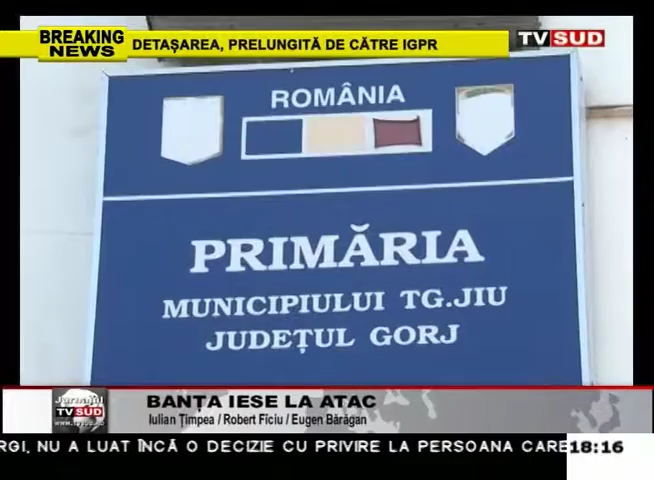 BREAKING NEWS
DETAȘAREA, PRELUNGITĂ DE CĂTRE IGPR
TV SUD
ROMÂNIA
PRIMĂRIA
MUNICIPIULUI TG.JIU
JUDEȚUL GORJ
BANȚA IESE LA ATAC
Iulian Țimpea / Robert Ficiu / Eugen Bărăgan
Jurnalul
TV SUD
RGI, NU A LUAT ÎNCĂ O DECIZIE CU PRIVIRE LA PERSOANA CARE
18:16